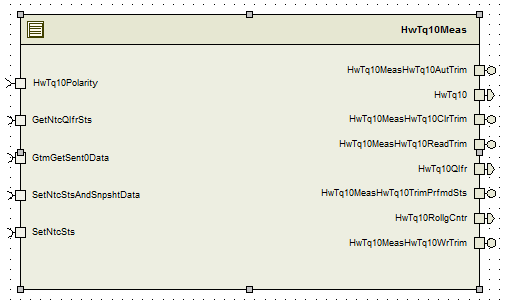 HwTq10Meas
HwTq10Polarity
GetNtcQlfrSts
GtmGetSent0Data
SetNtcStsAndSnpshtData
SetNtcSts
HwTq10MeasHwTq10AutTrim
HwTq10
HwTq10MeasHwTq10ClrTrim
HwTq10MeasHwTq10ReadTrim
HwTq10Qlfr
HwTq10MeasHwTq10TrimPrfmdSts
HwTq10RollgCntr
HwTq10MeasHwTq10WrTrim